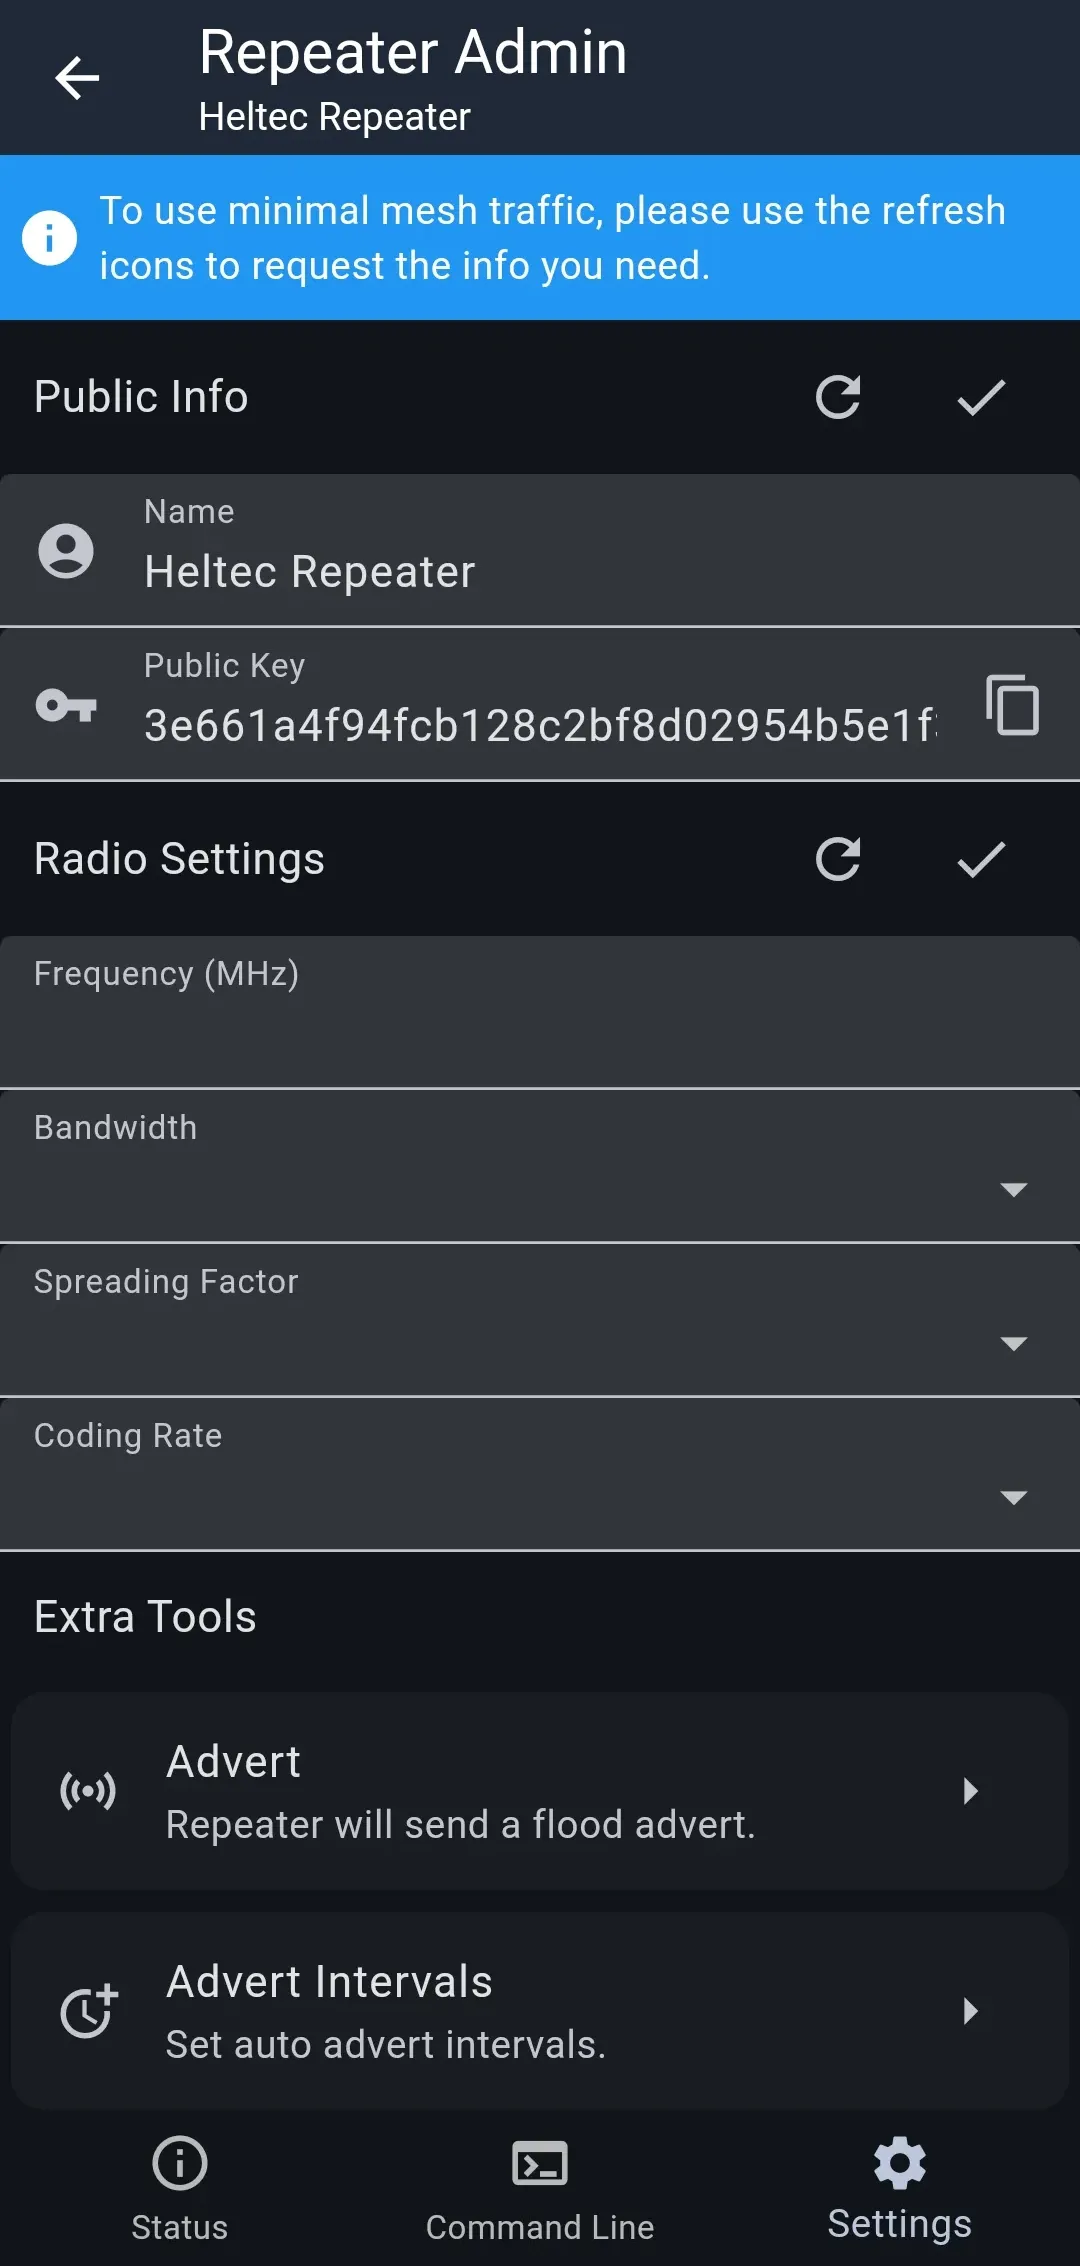 Repeater Admin
Heltec Repeater
To use minimal mesh traffic, please use the refresh
icons to request the info you need.
Public Info
Name
Heltec Repeater
Public Key
3e661a4f94fcb128c2bf8d02954b5e1f
Radio Settings
Frequency (MHz)
Bandwidth
Spreading Factor
Coding Rate
Extra Tools
Advert
Repeater will send a flood advert.
Advert Intervals
Set auto advert intervals.
Status
Command Line
Settings